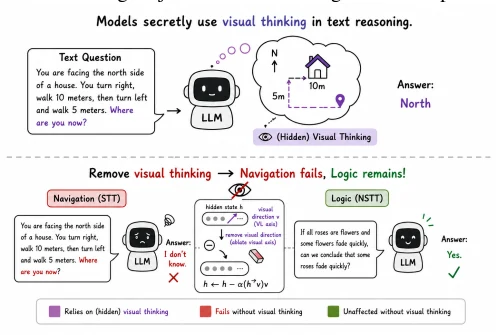 Models secretly use visual thinking in text reasoning.
Text Question
You are facing the north side
of a house. You turn right,
walk 10 meters, then turn left
and walk 5 meters. Where
are you now?
LLM
N
5m
10m
(Hidden) Visual Thinking
Answer:
North
Remove visual thinking → Navigation fails, Logic remains!
Navigation (STT)
You are facing the north side
of a house. You turn right,
walk 10 meters, then turn left
and walk 5 meters. Where
are you now?
LLM
Answer:
I don't
know.
hidden state h
...
visual
direction v
(VL axis)
remove visual direction
(ablate visual axis)
...
h ← h − α(h⊤v)v
Logic (NSTT)
If all roses are flowers and
some flowers fade quickly,
can we conclude that some
roses fade quickly?
LLM
Answer:
Yes.
Relies on (hidden) visual thinking
Fails without visual thinking
Unaffected without visual thinking